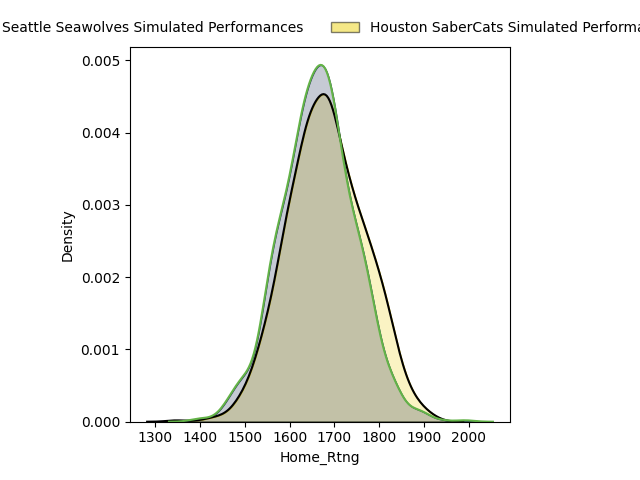 Seattle Seawolves Simulated Performances
Houston SaberCats Simulated
0.005
0.004
0.003
0.002
0.001
0.000
Density
1300 1400 1500 1600 1700 1800 1900 2000
Home_Rtng